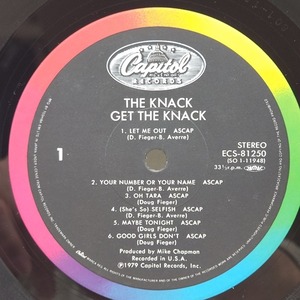 Capitol
RECORDS
THE KNACK
GET THE KNACK
1. LET ME OUT ASCAP
(D. Fieger-B. Averre)
STEREO
ECS-81250
(SO 1-11948)
33⅓r.p.m.
1
2. YOUR NUMBER OR YOUR NAME ASCAP
(D. Fieger-B. Averre)
3. OH TARA ASCAP
(Doug Fieger)
4. (She's So) SELFISH ASCAP
(D. Fieger-B. Averre)
5. MAYBE TONIGHT ASCAP
(Doug Fieger)
6. GOOD GIRLS DON'T ASCAP
(Doug Fieger)
Produced by Mike Chapman
℗1979 Capitol Records, Inc.